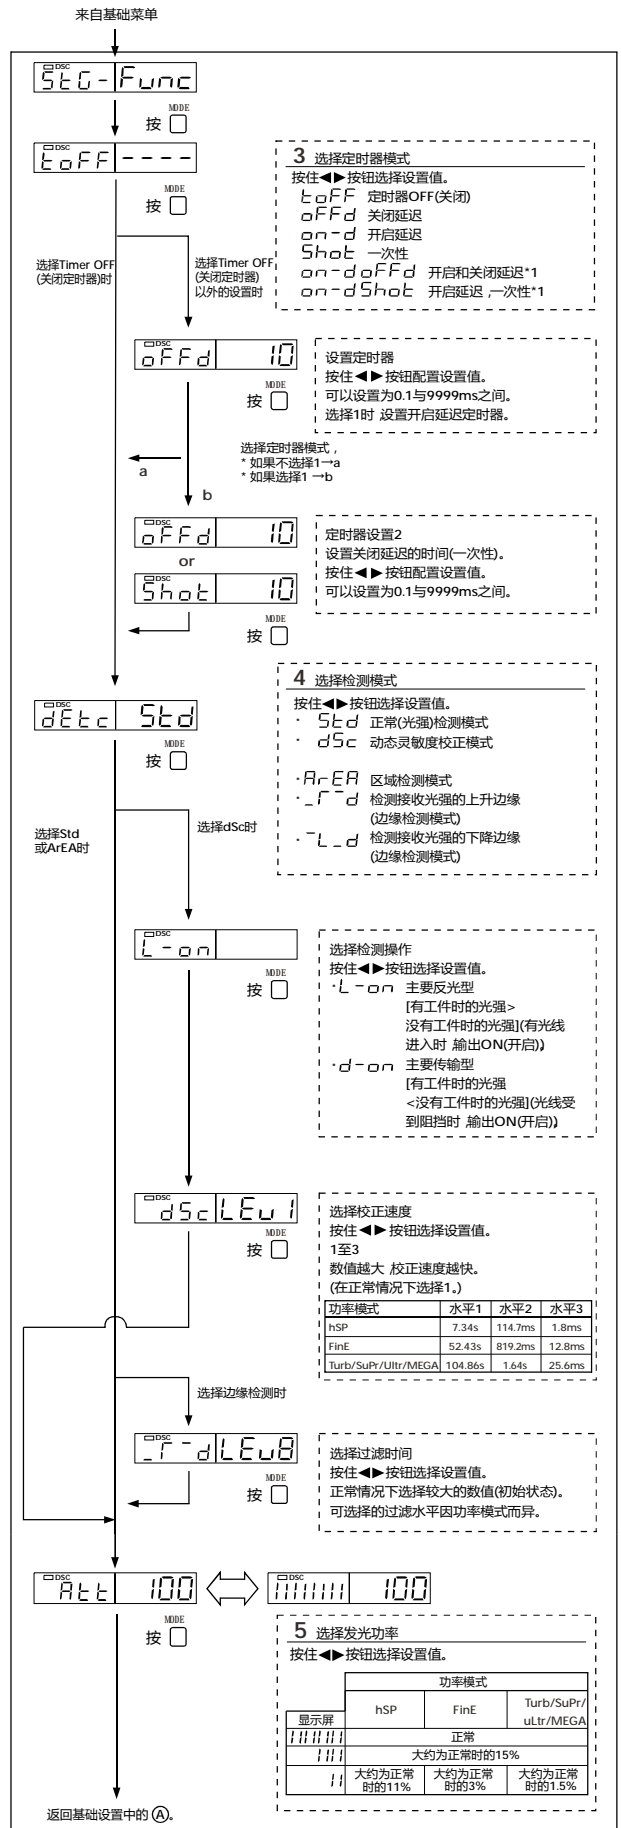 来自基础菜单
DSC
StG- Func
MODE
按
DSC
toFF ----
MODE
按
3 选择定时器模式
按住◀▶按钮选择设置值。
toFF 定时器OFF(关闭)
oFFd 关闭延迟
on-d 开启延迟
Shot 一次性
on-doFFd 开启和关闭延迟*1
on-dShot 开启延迟 ,一次性*1
选择Timer OFF
(关闭定时器)时
选择Timer OFF
(关闭定时器)
以外的设置时
DSC
oFFd 10
MODE
按
设置定时器
按住◀▶按钮配置设置值。
可以设置为0.1与9999ms之间。
选择1时 设置开启延迟定时器。
选择定时器模式 ,
* 如果不选择1→a
* 如果选择1 →b
a
b
DSC
oFFd 10
or
DSC
Shot 10
MODE
按
定时器设置2
设置关闭延迟的时间(一次性)。
按住◀▶按钮配置设置值。
可以设置为0.1与9999ms之间。
DSC
dEtc Std
MODE
按
4 选择检测模式
按住◀▶按钮选择设置值。
· Std 正常(光强)检测模式
· dSc 动态灵敏度校正模式
·ArEA 区域检测模式
·_┌‾d 检测接收光强的上升边缘
(边缘检测模式)
·‾L_d 检测接收光强的下降边缘
(边缘检测模式)
选择Std
或ArEA时
选择dSc时
DSC
L-on
MODE
按
选择检测操作
按住◀▶按钮选择设置值。
·L-on 主要反光型
[有工件时的光强>
没有工件时的光强](有光线
进入时 输出ON(开启))
·d-on 主要传输型
[有工件时的光强
<没有工件时的光强](光线受
到阻挡时 输出ON(开启))
DSC
dSc LEv1
MODE
按
选择校正速度
按住◀▶按钮选择设置值。
1至3
数值越大 校正速度越快。
(在正常情况下选择1。)
功率模式 水平1 水平2 水平3
hSP 7.34s 114.7ms 1.8ms
FinE 52.43s 819.2ms 12.8ms
Turb/SuPr/Ultr/MEGA 104.86s 1.64s 25.6ms
选择边缘检测时
DSC
_┌‾d LEv8
MODE
按
选择过滤时间
按住◀▶按钮选择设置值。
正常情况下选择较大的数值(初始状态)。
可选择的过滤水平因功率模式而异。
DSC
Att 100
DSC
100
MODE
按
5 选择发光功率
按住◀▶按钮选择设置值。
功率模式
显示屏 hSP FinE Turb/SuPr/
uLtr/MEGA
正常
大约为正常时的15%
大约为正常
时的11%
大约为正常
时的3%
大约为正常
时的1.5%
返回基础设置中的Ⓐ。